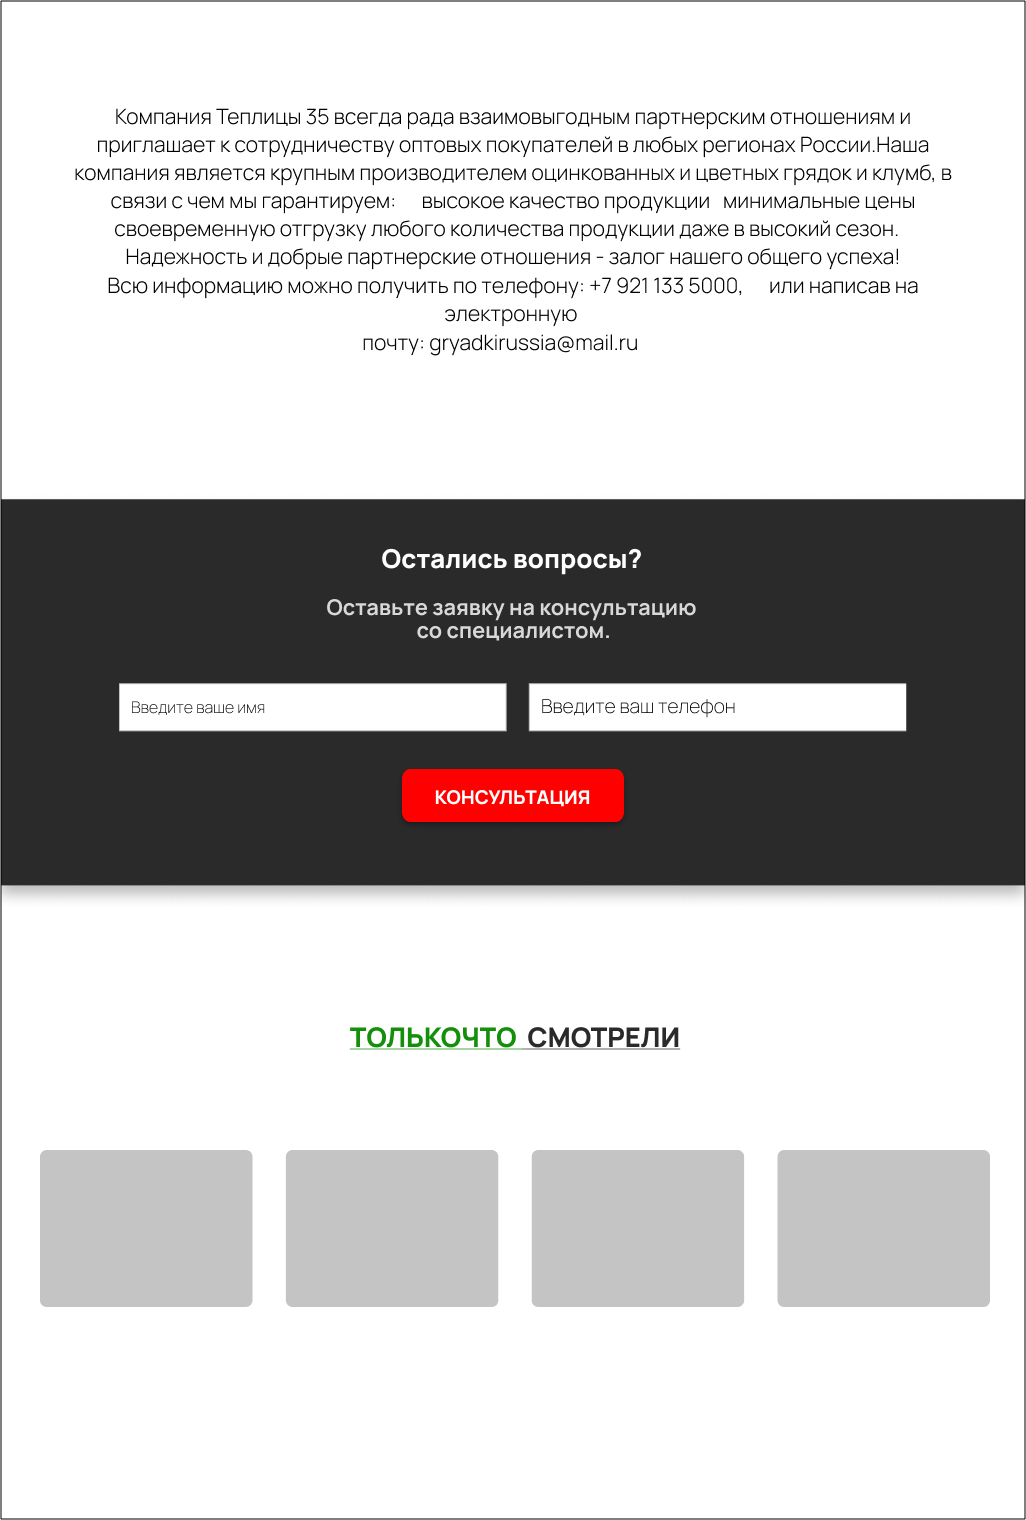 Компания Теплицы 35 всегда рада взаимовыгодным партнерским отношениям и
приглашает к сотрудничеству оптовых покупателей в любых регионах России.Наша
компания является крупным производителем оцинкованных и цветных грядок и клумб, в
связи с чем мы гарантируем: высокое качество продукции минимальные цены
своевременную отгрузку любого количества продукции даже в высокий сезон.
Надежность и добрые партнерские отношения - залог нашего общего успеха!
Всю информацию можно получить по телефону: +7 921 133 5000, или написав на
электронную
почту: gryadkirussia@mail.ru
Остались вопросы?
Оставьте заявку на консультацию
со специалистом.
Введите ваше имя
Введите ваш телефон
КОНСУЛЬТАЦИЯ
ТОЛЬКОЧТО СМОТРЕЛИ